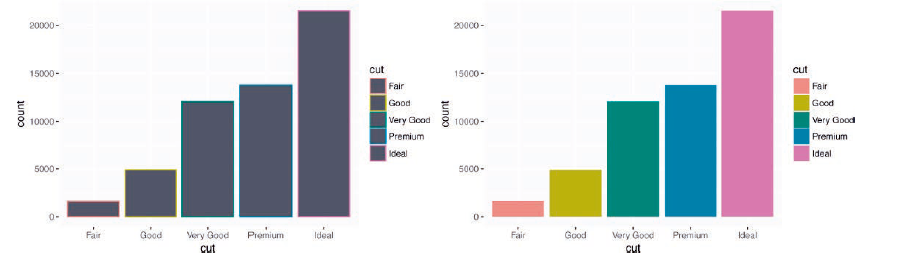 20000
15000
10000
5000
0
count
Fair
Good
Very Good
Premium
Ideal
cut
cut
Fair
Good
Very Good
Premium
Ideal
20000
15000
10000
5000
0
count
Fair
Good
Very Good
Premium
Ideal
cut
cut
Fair
Good
Very Good
Premium
Ideal